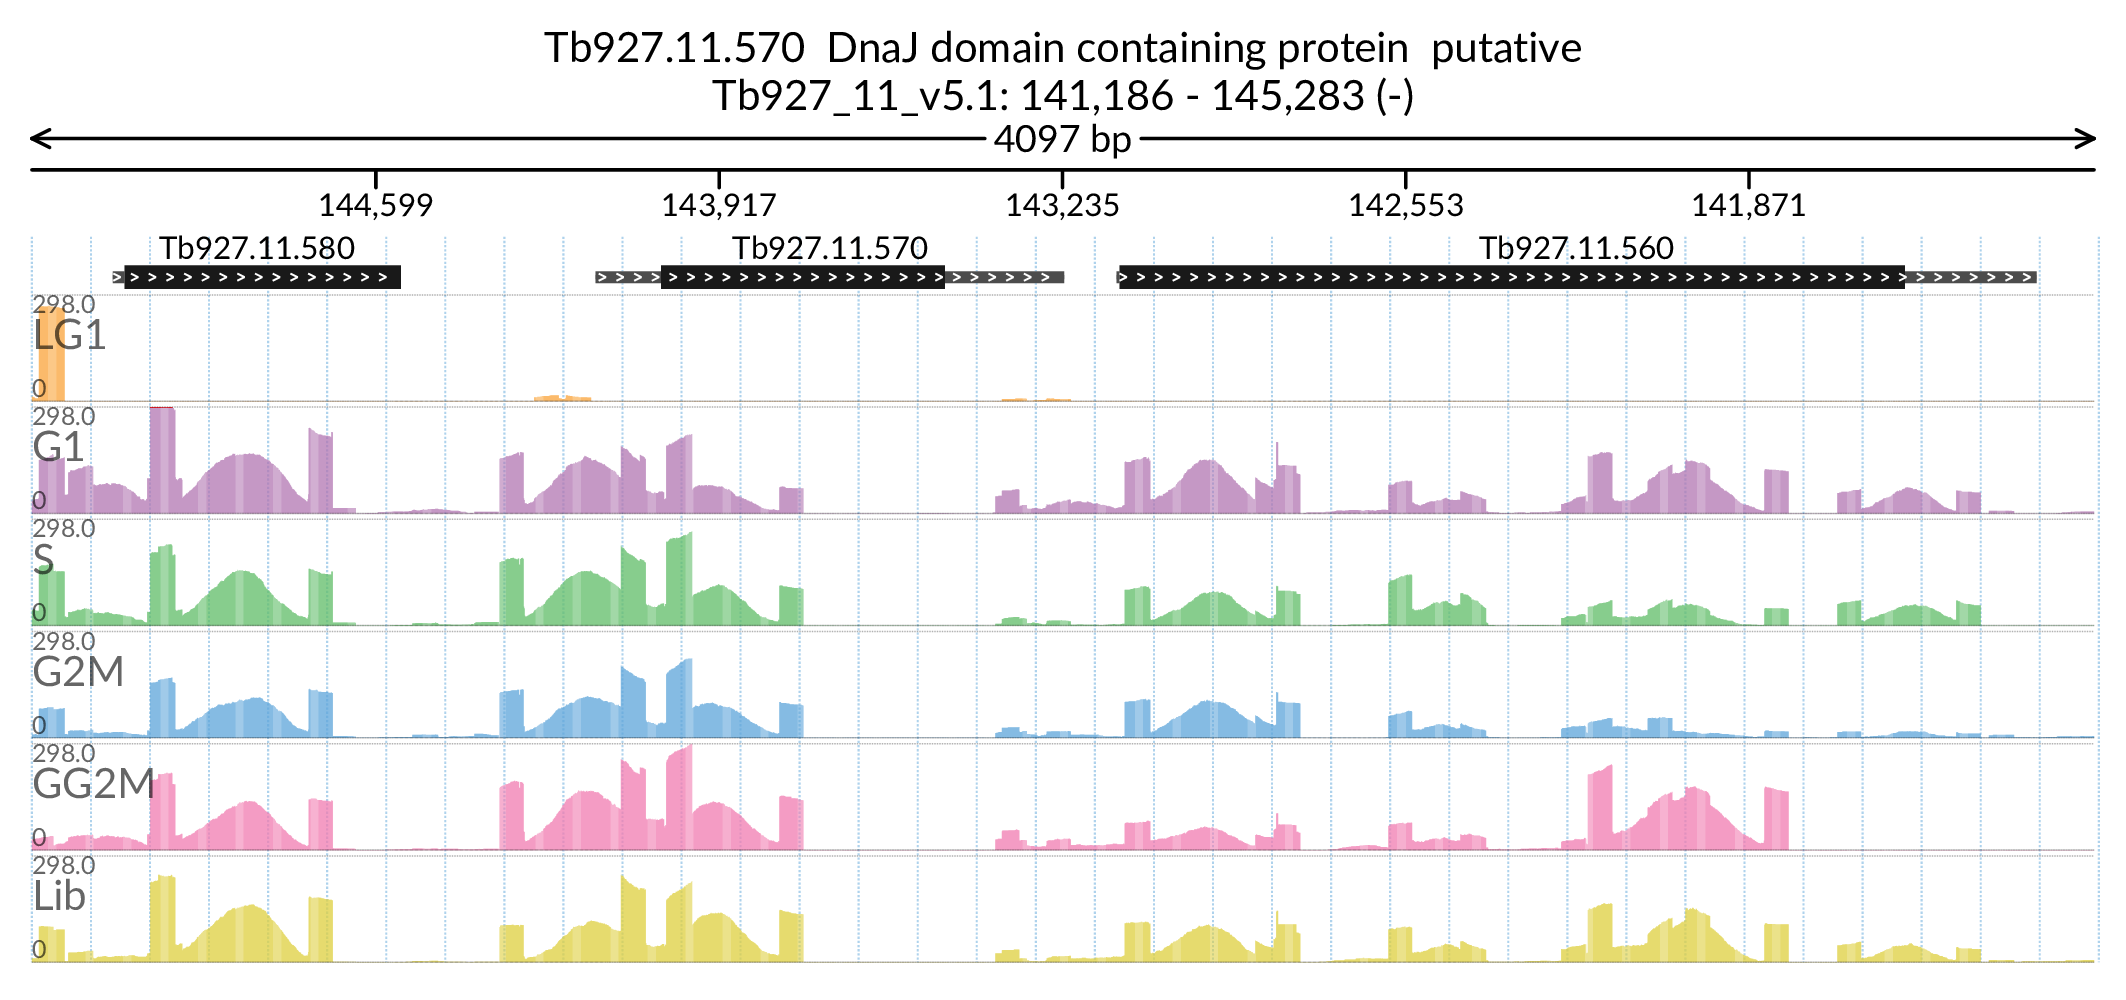 Tb927.11.570  DnaJ domain containing protein  putative
Tb927_11_v5.1: 141,186 - 145,283 (-)
4097 bp
144,599 143,917 143,235 142,553 141,871
Tb927.11.580 Tb927.11.570 Tb927.11.560
298.0
LG1
0
298.0
G1
0
298.0
S
0
298.0
G2M
0
298.0
GG2M
0
298.0
Lib
0